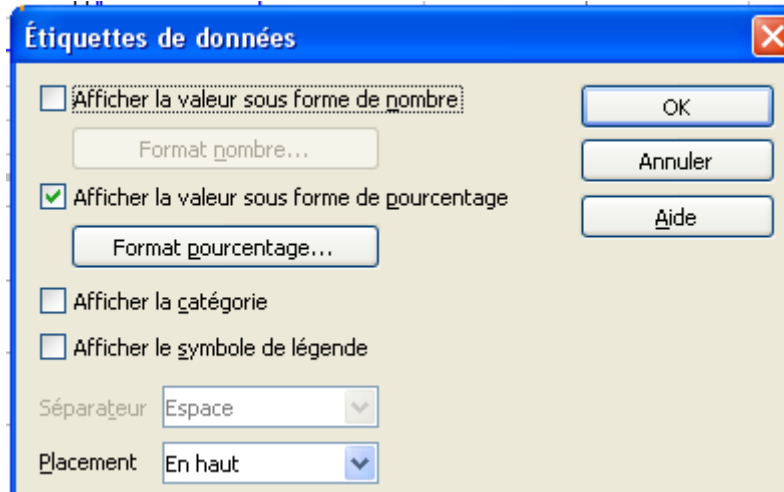 Étiquettes de données
Afficher la valeur sous forme de nombre
OK
Format nombre...
Annuler
Afficher la valeur sous forme de pourcentage
Aide
Format pourcentage...
Afficher la catégorie
Afficher le symbole de légende
Séparateur Espace
Placement En haut